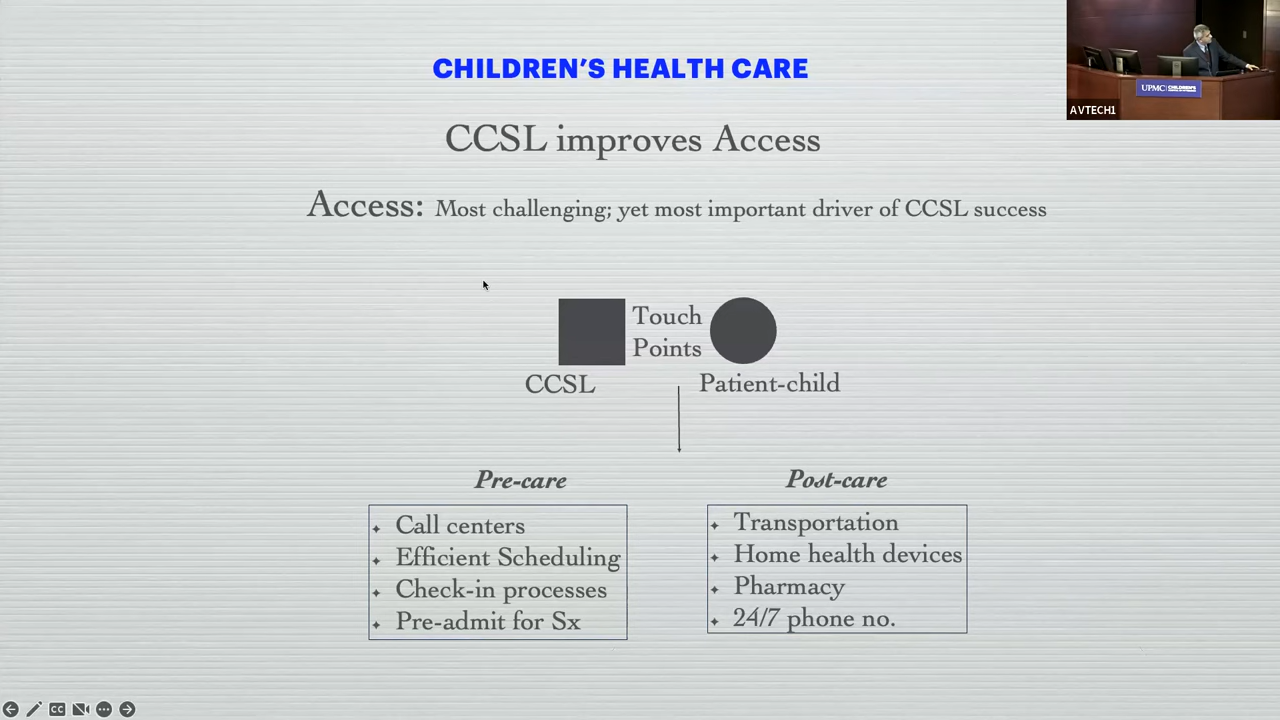 CHILDREN'S HEALTH CARE
CCSL improves Access
Access: Most challenging; yet most important driver of CCSL success
Touch
Points
CCSL
Patient-child
Pre-care
Call centers
Efficient Scheduling
Check-in processes
Pre-admit for Sx
Post-care
Transportation
Home health devices
Pharmacy
24/7 phone no.
UPMC CHILDREN'S
AVTECH1
CC